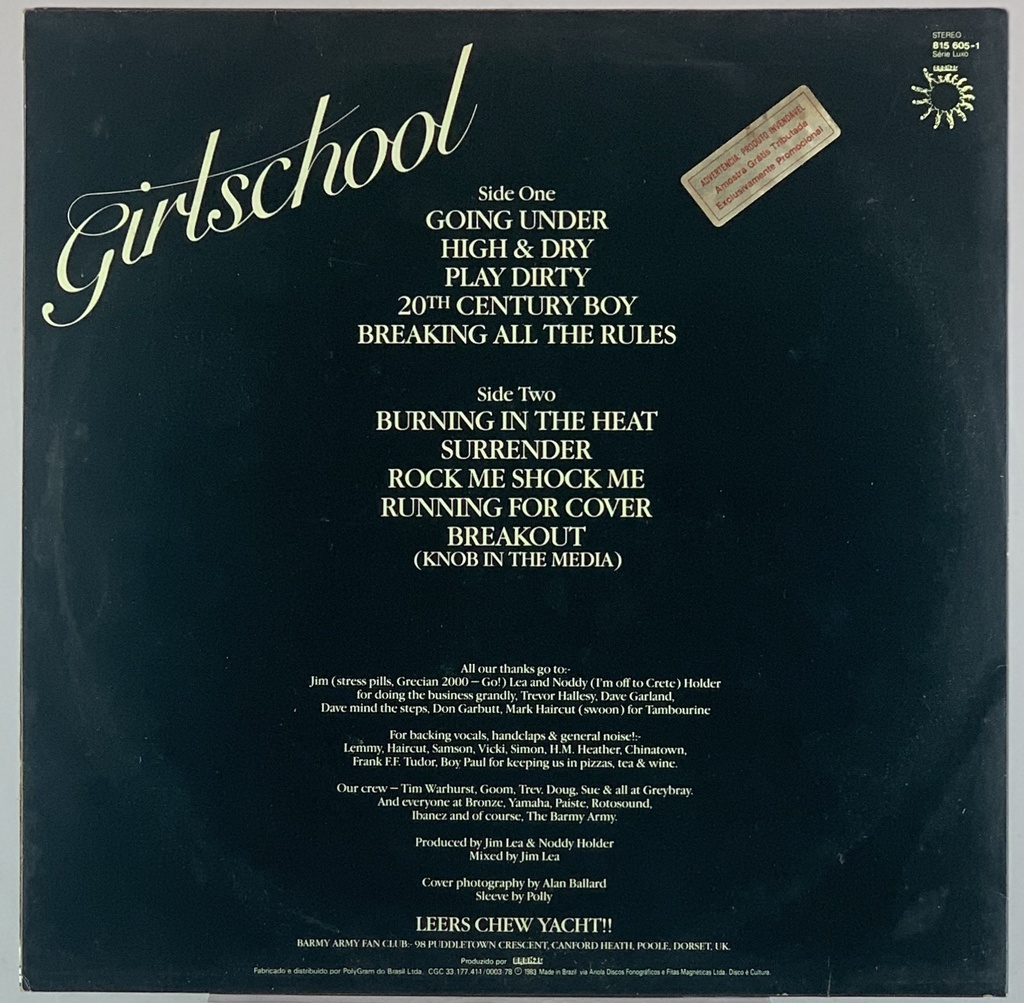 STEREO
815 605-1
Série Luxo
BRONZE
Girlschool
ADVERTENCIA: PRODUTO INVENDÁVEL
Amostra Grátis Tributada
Exclusivamente Promocional
Side One
GOING UNDER
HIGH & DRY
PLAY DIRTY
20TH CENTURY BOY
BREAKING ALL THE RULES
Side Two
BURNING IN THE HEAT
SURRENDER
ROCK ME SHOCK ME
RUNNING FOR COVER
BREAKOUT
(KNOB IN THE MEDIA)
All our thanks go to:-
Jim (stress pills, Grecian 2000 – Go!) Lea and Noddy (I'm off to Crete) Holder
for doing the business grandly, Trevor Hallesy, Dave Garland,
Dave mind the steps, Don Garbutt, Mark Haircut (swoon) for Tambourine
For backing vocals, handclaps & general noise!:-
Lemmy, Haircut, Samson, Vicki, Simon, H.M. Heather, Chinatown,
Frank F.F. Tudor, Boy Paul for keeping us in pizzas, tea & wine.
Our crew – Tim Warhurst, Goom, Trev. Doug, Sue & all at Greybray.
And everyone at Bronze, Yamaha, Paiste, Rotosound,
Ibanez and of course, The Barmy Army.
Produced by Jim Lea & Noddy Holder
Mixed by Jim Lea
Cover photography by Alan Ballard
Sleeve by Polly
LEERS CHEW YACHT!!
BARMY ARMY FAN CLUB:- 98 PUDDLETOWN CRESCENT, CANFORD HEATH, POOLE, DORSET, UK.
Produzido por BRONZE
Fabricado e distribuido por PolyGram do Brasil Ltda. CGC 33.177.411/0003-78 Ⓟ 1983 Made in Brazil via Ariola Discos Fonográficos e Fitas Magnéticas Ltda. Disco é Cultura.